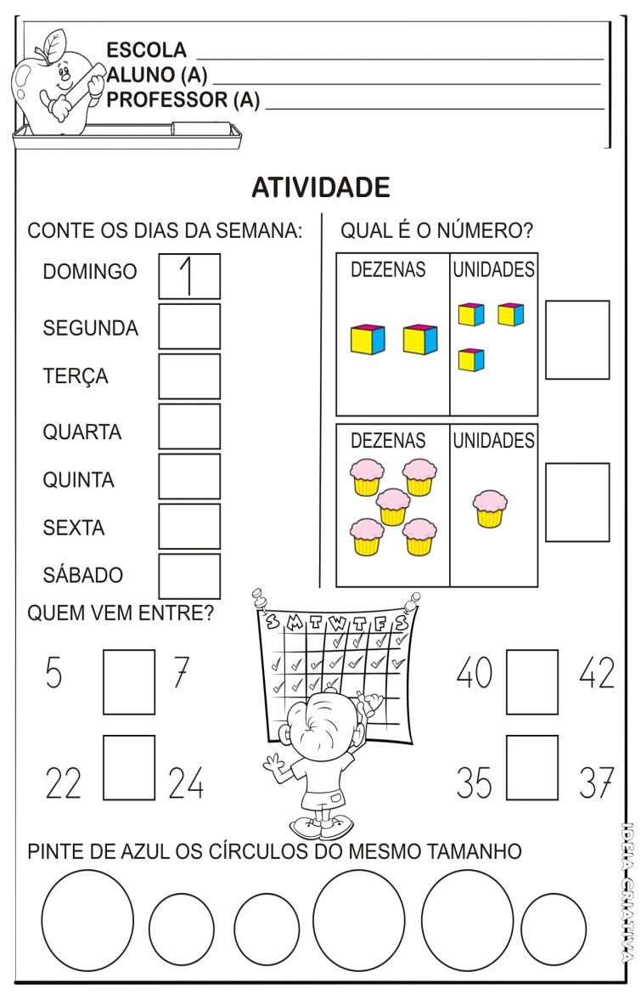 ESCOLA
ALUNO (A)
PROFESSOR (A)
ATIVIDADE
CONTE OS DIAS DA SEMANA:
DOMINGO 1
SEGUNDA
TERÇA
QUARTA
QUINTA
SEXTA
SÁBADO
QUAL É O NÚMERO?
DEZENAS UNIDADES
DEZENAS UNIDADES
QUEM VEM ENTRE?
S M T W T F S
5 7
40 42
22 24
35 37
PINTE DE AZUL OS CÍRCULOS DO MESMO TAMANHO
IDEIA CRIATIVA